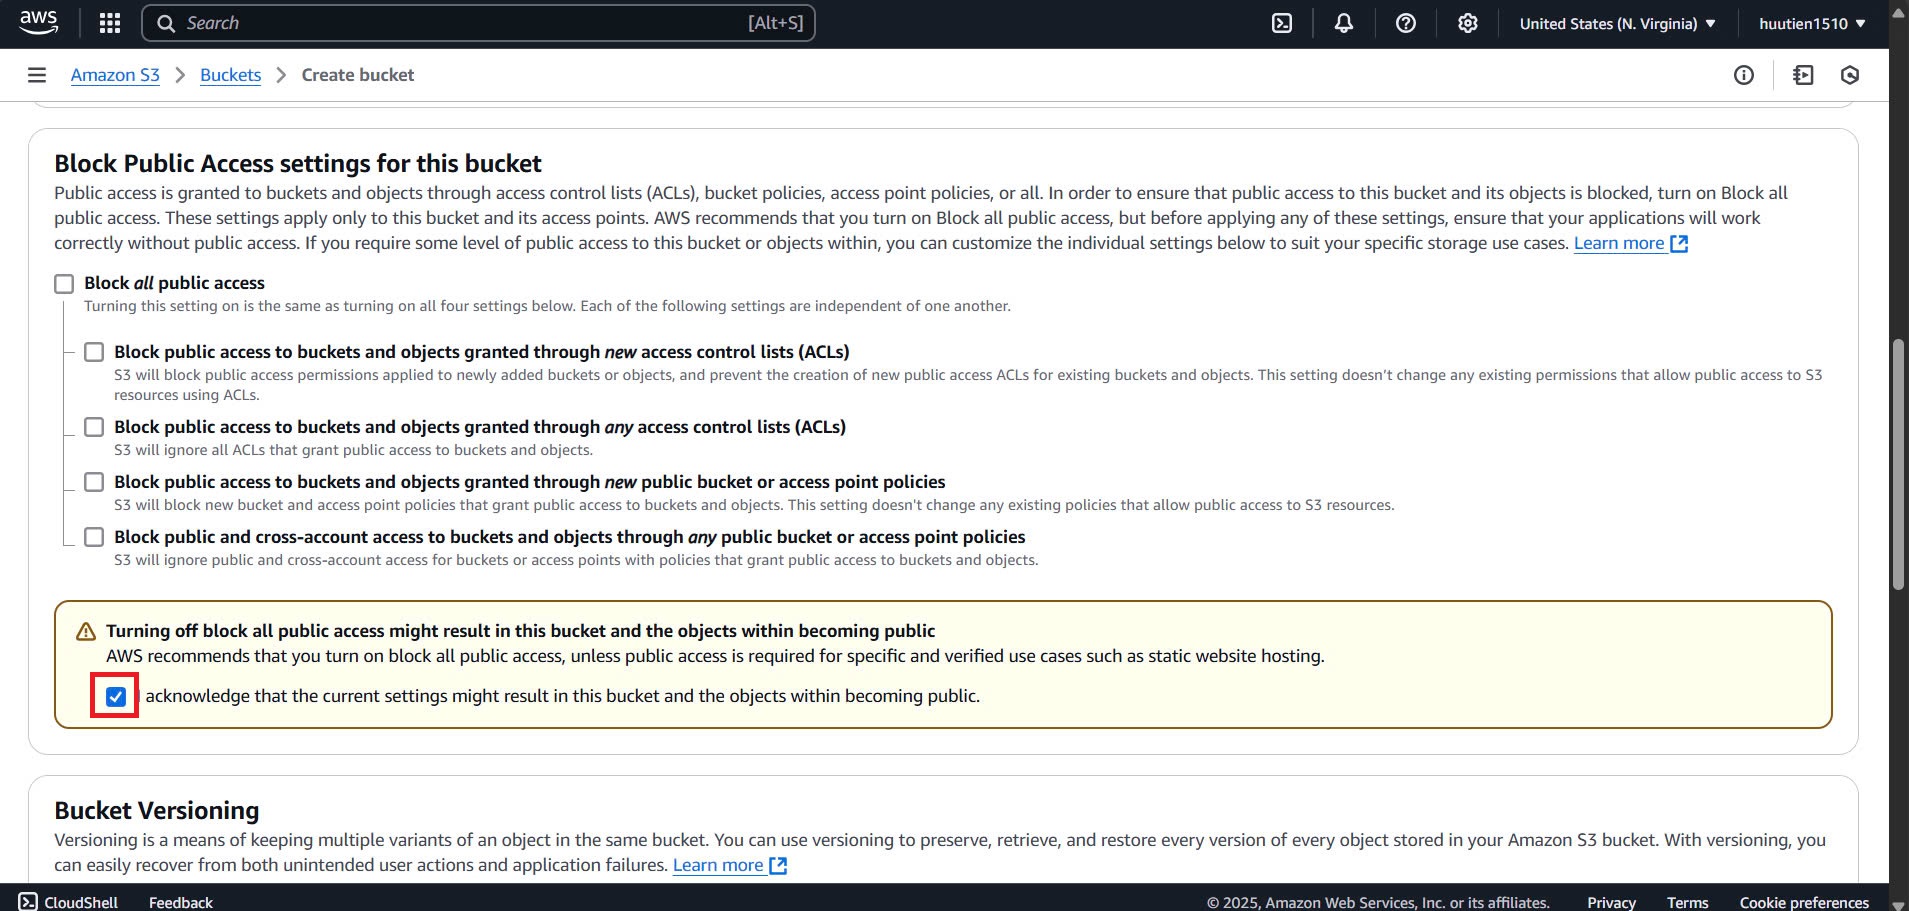 aws
Search [Alt+S]
United States (N. Virginia)
huutien1510
Amazon S3
Buckets
Create bucket
Block Public Access settings for this bucket
Public access is granted to buckets and objects through access control lists (ACLs), bucket policies, access point policies, or all. In order to ensure that public access to this bucket and its objects is blocked, turn on Block all
public access. These settings apply only to this bucket and its access points. AWS recommends that you turn on Block all public access, but before applying any of these settings, ensure that your applications will work
correctly without public access. If you require some level of public access to this bucket or objects within, you can customize the individual settings below to suit your specific storage use cases. Learn more
Block all public access
Turning this setting on is the same as turning on all four settings below. Each of the following settings are independent of one another.
Block public access to buckets and objects granted through new access control lists (ACLs)
S3 will block public access permissions applied to newly added buckets or objects, and prevent the creation of new public access ACLs for existing buckets and objects. This setting doesn't change any existing permissions that allow public access to S3
resources using ACLs.
Block public access to buckets and objects granted through any access control lists (ACLs)
S3 will ignore all ACLs that grant public access to buckets and objects.
Block public access to buckets and objects granted through new public bucket or access point policies
S3 will block new bucket and access point policies that grant public access to buckets and objects. This setting doesn't change any existing policies that allow public access to S3 resources.
Block public and cross-account access to buckets and objects through any public bucket or access point policies
S3 will ignore public and cross-account access for buckets or access points with policies that grant public access to buckets and objects.
Turning off block all public access might result in this bucket and the objects within becoming public
AWS recommends that you turn on block all public access, unless public access is required for specific and verified use cases such as static website hosting.
acknowledge that the current settings might result in this bucket and the objects within becoming public.
Bucket Versioning
Versioning is a means of keeping multiple variants of an object in the same bucket. You can use versioning to preserve, retrieve, and restore every version of every object stored in your Amazon S3 bucket. With versioning, you
can easily recover from both unintended user actions and application failures. Learn more
CloudShell
Feedback
© 2025, Amazon Web Services, Inc. or its affiliates.
Privacy
Terms
Cookie preferences